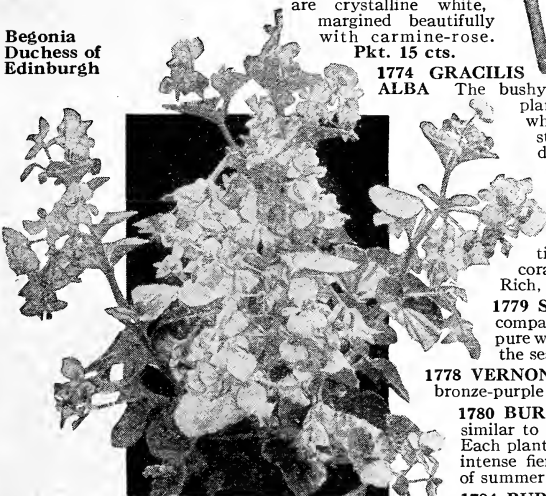 Begonia
Duchess of
Edinburgh
are crystalline white,
margined beautifully
with carmine-rose.
Pkt. 15 cts.
1774 GRACILIS
ALBA The bushy
plan
wh
st
d
ti
cora
Rich,
1779 S
compa
pure w
the se
1778 VERNON
bronze-purple
1780 BUR
similar to
Each plant
intense fier
of summer